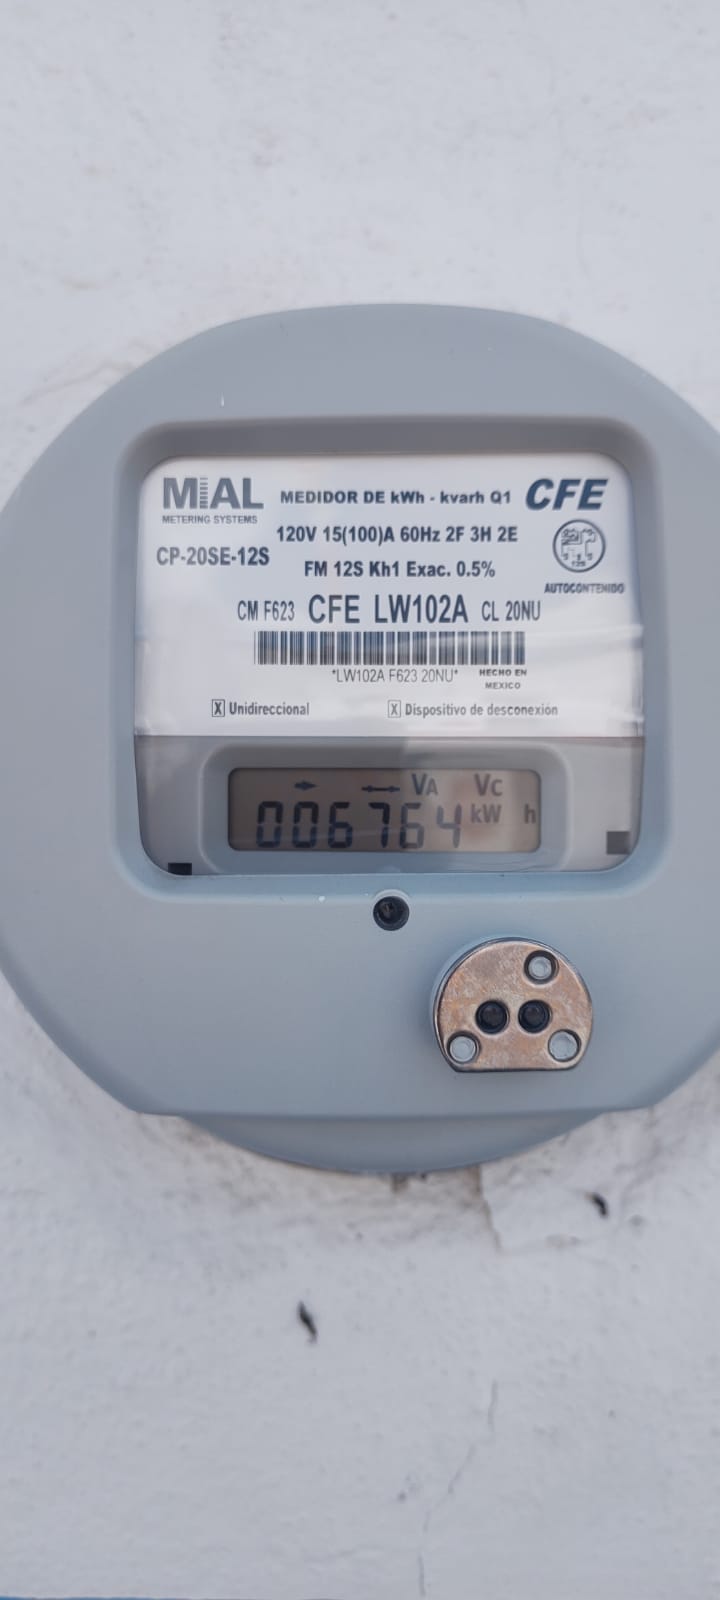 MIAL MEDIDOR DE kWh - kvarh Q1 CFE
METERING SYSTEMS
120V 15(100)A 60Hz 2F 3H 2E
CP-20SE-12S
FM 12S Kh1 Exac. 0.5%
AUTOCONTENIDO
CM F623 CFE LW102A CL 20NU
*LW102A F623 20NU* HECHO EN
MEXICO
X Unidireccional X Dispositivo de desconexión
VA VC
006764 kW h